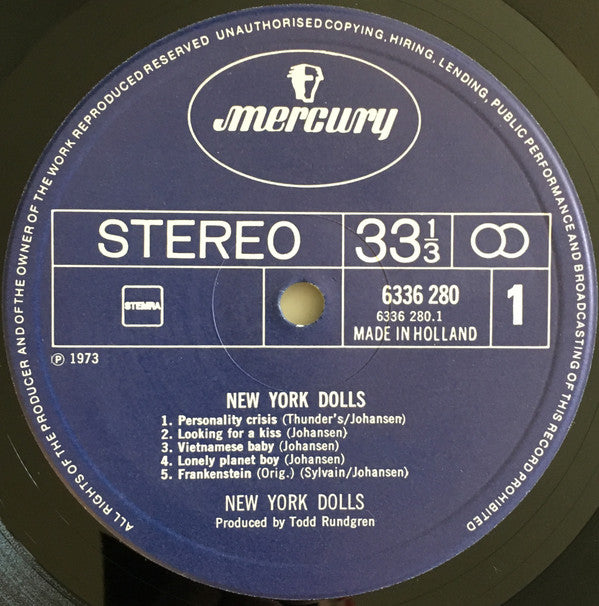 ALL RIGHTS OF THE PRODUCER AND OF THE OWNER OF THE WORK REPRODUCED RESERVED UNAUTHORISED COPYING, HIRING, LENDING, PUBLIC PERFORMANCE AND BROADCASTING OF THIS RECORD PROHIBITED
mercury
STEREO 33 1/3
STEMRA 6336 280 1
6336 280.1
MADE IN HOLLAND
℗ 1973
NEW YORK DOLLS
1. Personality crisis (Thunder's/Johansen)
2. Looking for a kiss (Johansen)
3. Vietnamese baby (Johansen)
4. Lonely planet boy (Johansen)
5. Frankenstein (Orig.) (Sylvain/Johansen)
NEW YORK DOLLS
Produced by Todd Rundgren